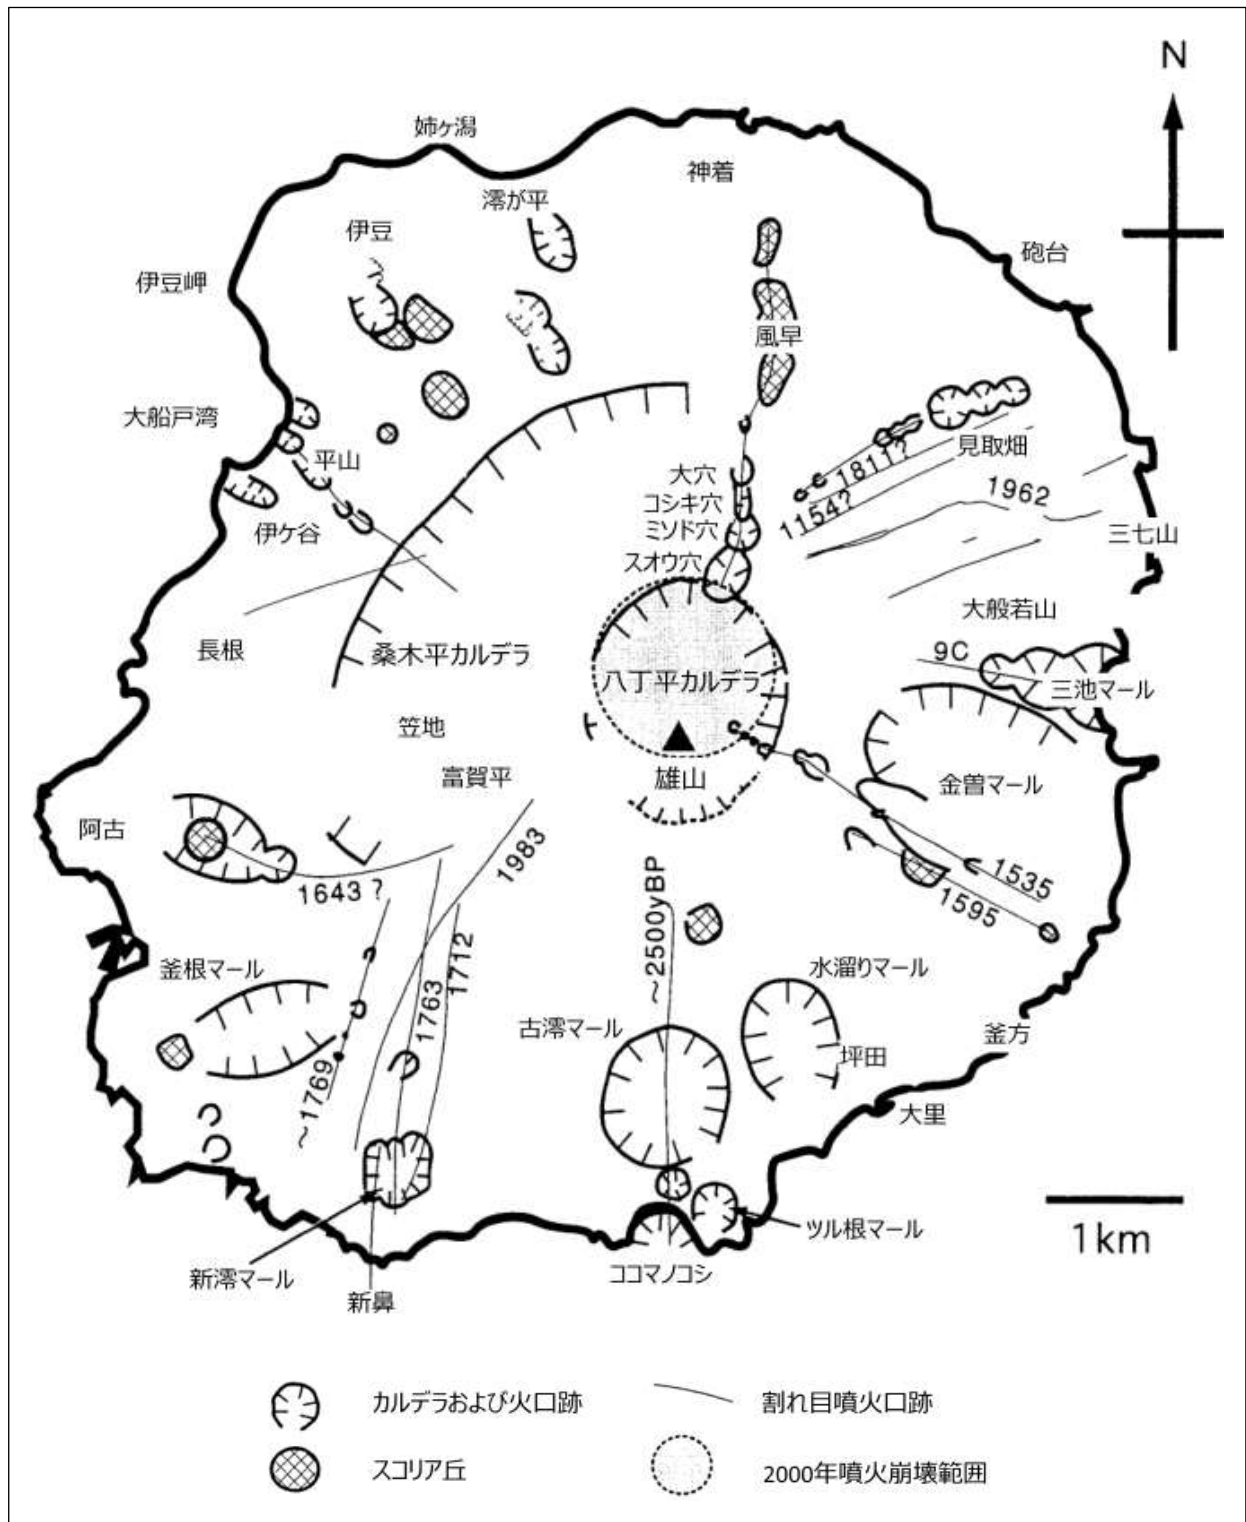 N
姉ヶ潟
神着
澪が平
伊豆
砲台
伊豆岬
風早
大船戸湾
見取畑
平山
大穴
1811?
コシキ穴
1962
1154?
伊ケ谷
ミソド穴
三七山
スオウ穴
大般若山
長根
桑木平カルデラ
9C
八丁平カルデラ
三池マール
笠地
富賀平
雄山
金曽マール
阿古
1983
1643 ?
1535
1595
~2500yBP
釜根マール
1712
水溜りマール
1763
古澪マール
釜方
坪田
~1769
大里
1km
ツル根マール
新澪マール
ココマノコシ
新鼻
カルデラおよび火口跡
割れ目噴火口跡
スコリア丘
2000年噴火崩壊範囲